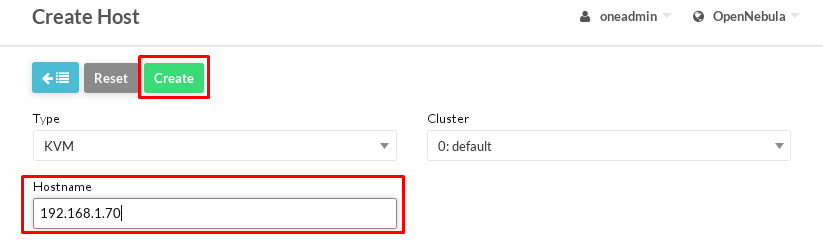 Create Host
oneadmin
OpenNebula
Reset
Create
Type
Cluster
KVM
0: default
Hostname
192.168.1.70